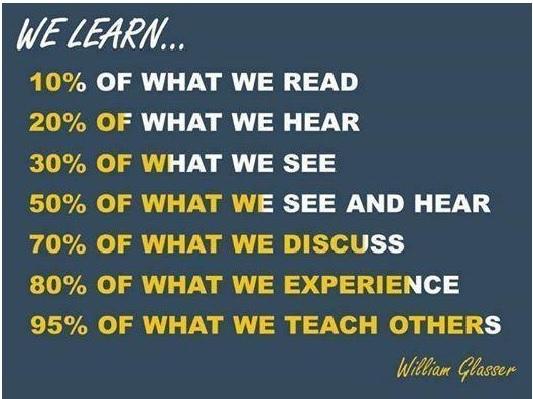 WE LEARN...
10% OF WHAT WE READ
20% OF WHAT WE HEAR
30% OF WHAT WE SEE
50% OF WHAT WE SEE AND HEAR
70% OF WHAT WE DISCUSS
80% OF WHAT WE EXPERIENCE
95% OF WHAT WE TEACH OTHERS
William Glasser